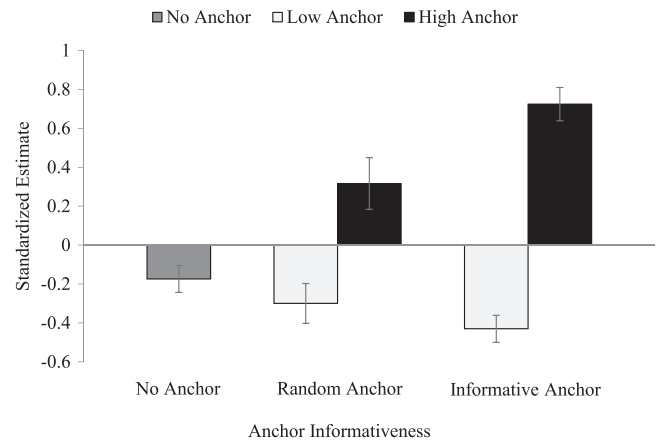 No Anchor Low Anchor High Anchor
1
0.8
0.6
0.4
0.2
0
-0.2
-0.4
-0.6
Standardized Estimate
No Anchor Random Anchor Informative Anchor
Anchor Informativeness